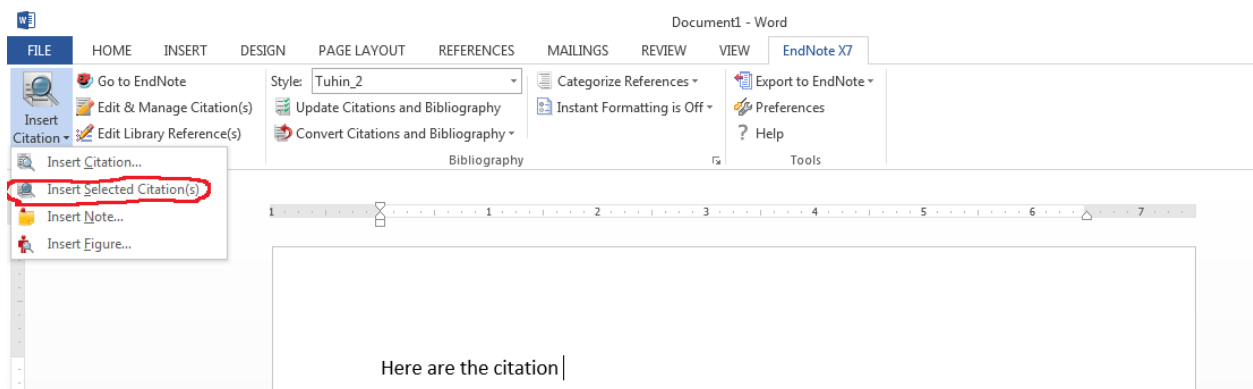 Document1 - Word
FILE HOME INSERT DESIGN PAGE LAYOUT REFERENCES MAILINGS REVIEW VIEW EndNote X7
Insert Citation
Go to EndNote
Edit & Manage Citation(s)
Edit Library Reference(s)
Style: Tuhin_2
Update Citations and Bibliography
Convert Citations and Bibliography
Bibliography
Categorize References
Instant Formatting is Off
Export to EndNote
Preferences
? Help
Tools
Insert Citation...
Insert Selected Citation(s)
Insert Note...
Insert Figure...
1 1 2 3 4 5 6 7
Here are the citation